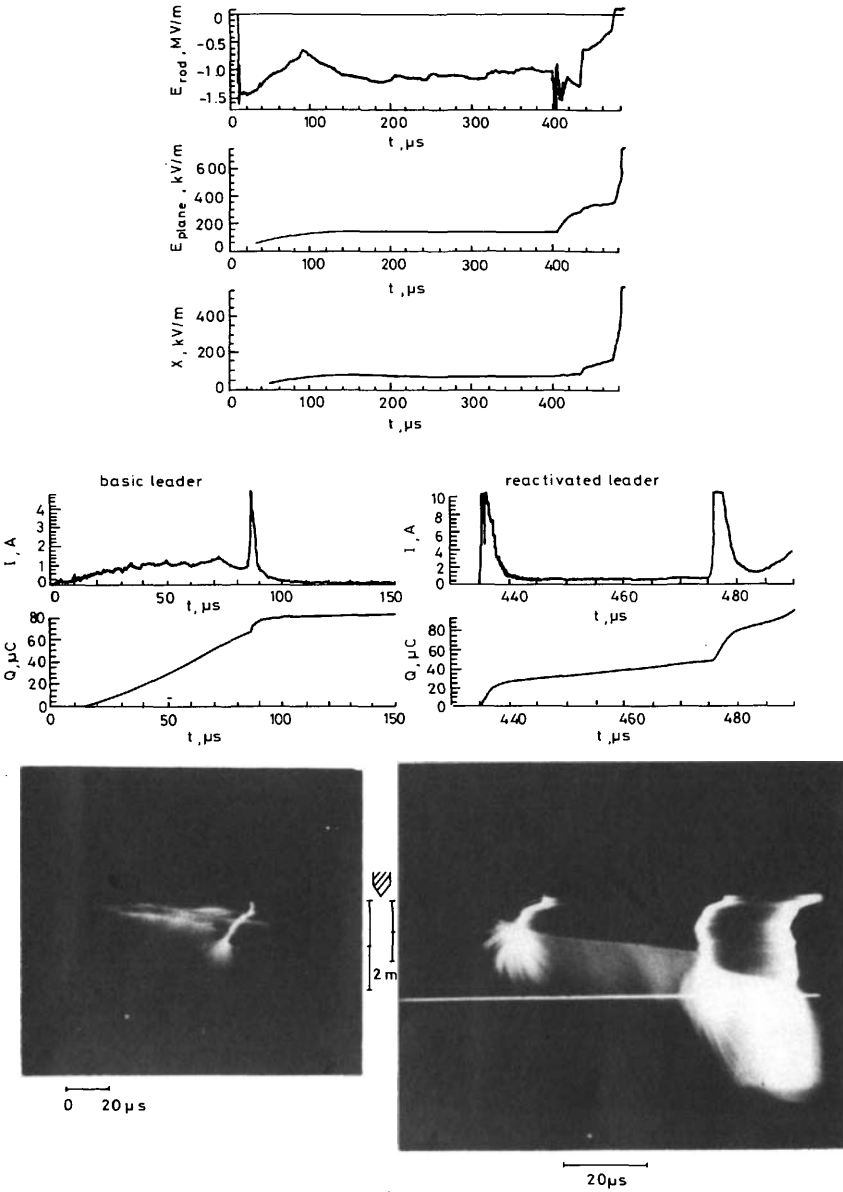 E rod, MV/m
0
-0.5
-1.0
-1.5
0 100 200 300 400
t ,µs
E plane, kV/m
600
400
200
0
0 100 200 300 400
t ,µs
X, kV/m
400
200
0
0 100 200 300 400
t ,µs
basic leader
I, A
4
3
2
1
0
0 50 100 150
t ,µs
Q, µC
80
60
40
20
0
0 50 100 150
t ,µs
reactivated leader
I, A
10
8
6
4
2
0
440 460 480
t ,µs
Q, µC
80
60
40
20
0
440 460 480
t ,µs
2 m
0 20µs
20µs